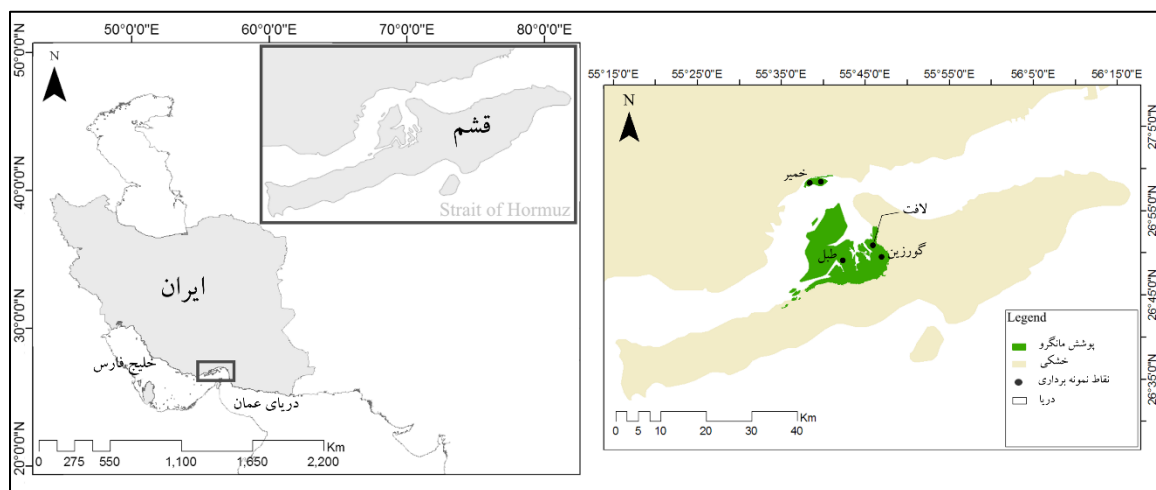 50°0'0"E 60°0'0"E 70°0'0"E 80°0'0"E
50°0'0"N
40°0'0"N
30°0'0"N
20°0'0"N
N
قشم
Strait of Hormuz
ایران
خلیج فارس
دریای عمان
0 275 550 1,100 1,650 2,200
Km
55°15'0"E 55°25'0"E 55°35'0"E 55°45'0"E 55°55'0"E 56°5'0"E 56°15'0"E
27°5'0"N
26°55'0"N
26°45'0"N
26°35'0"N
N
خمیر
لافت
گورزین
طبل
Legend
پوشش مانگرو
خشکی
نقاط نمونه برداری
دریا
Km
0 5 10 20 30 40